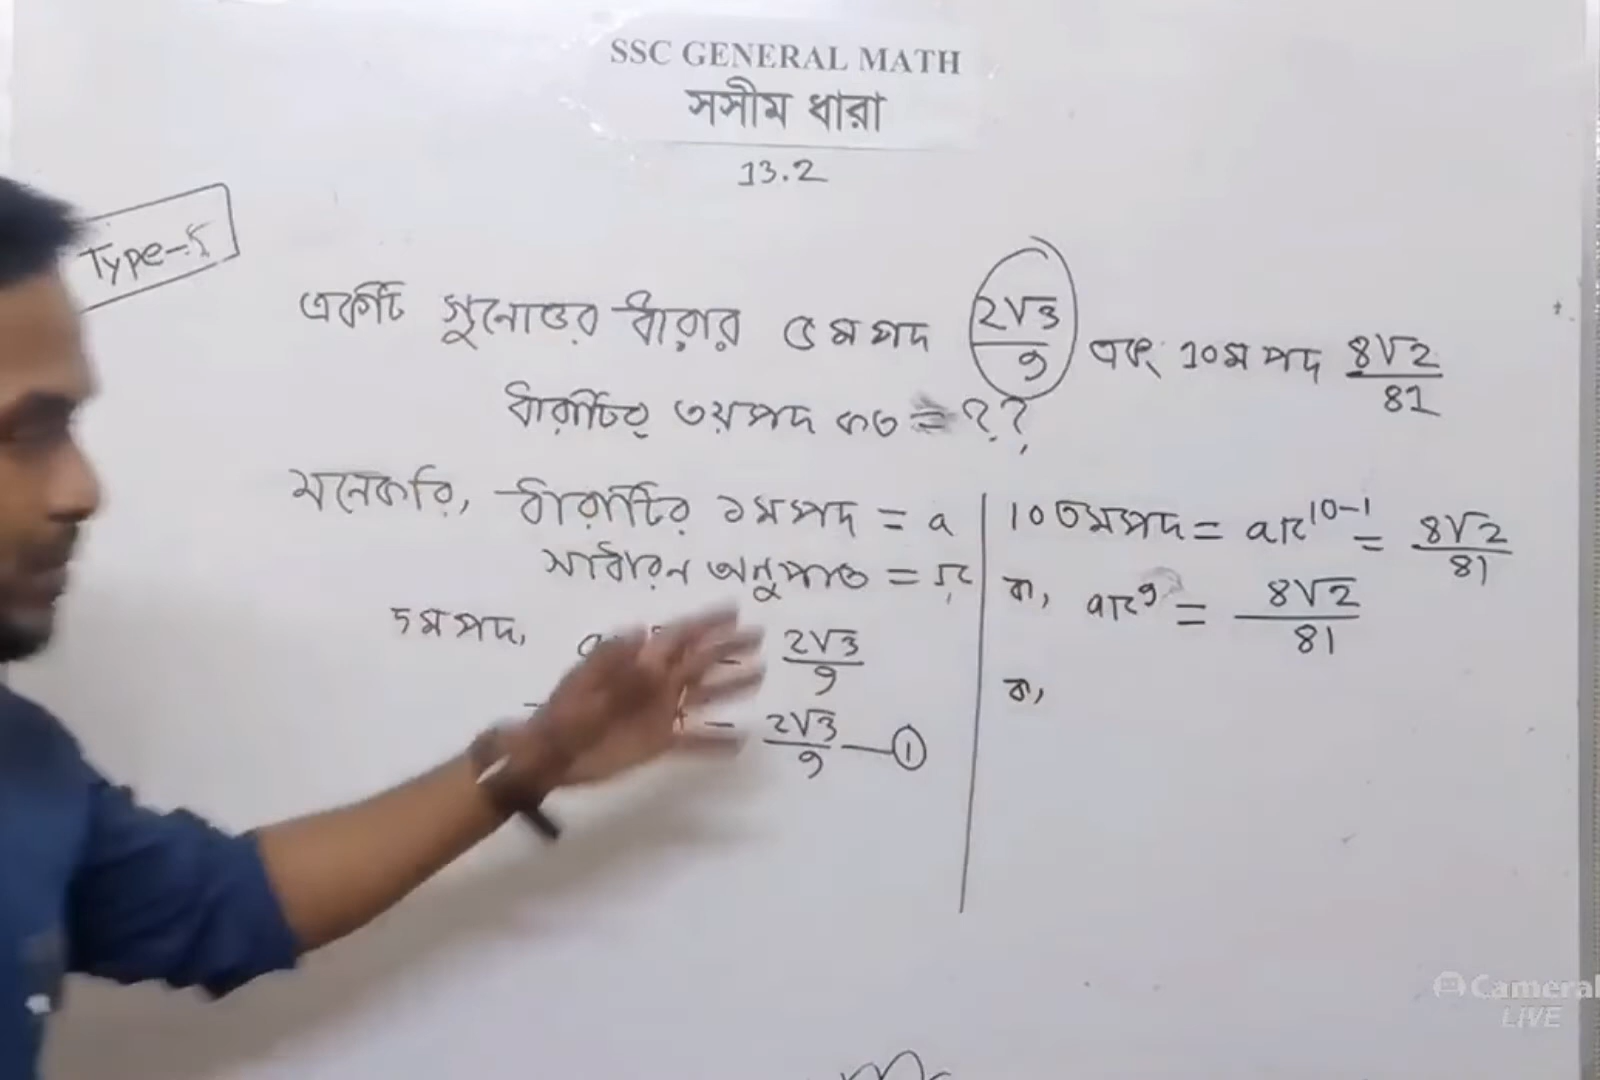 SSC GENERAL MATH
সসীম ধারা
13.2
Type-5
একটি গুনোত্তর ধারার ৫ম পদ 2√3/9 এবং 10ম পদ 8√2/81
ধারাটির ৩য় পদ কত = ??
মনেকরি, ধারাটির ১ম পদ = a
সাধারন অনুপাত = r
৫ম পদ, = 2√3/9
= 2√3/9 — ①
10তম পদ = ar^10-1 = 8√2/81
বা, ar^9 = 8√2/81
বা,
Camera
LIVE